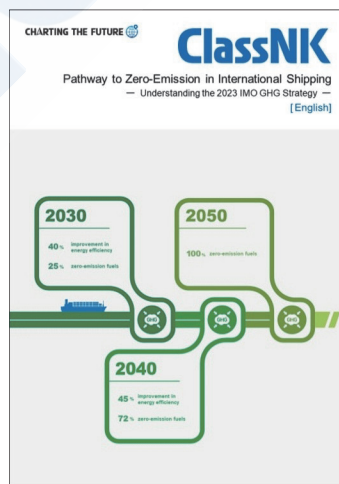 CHARTING THE FUTURE
ClassNK
Pathway to Zero-Emission in International Shipping
— Understanding the 2023 IMO GHG Strategy —
[English]
2030
40% improvement in
energy efficiency
25% zero-emission fuels
2050
100% zero-emission fuels
GHG
GHG
GHG
2040
45% improvement in
energy efficiency
72% zero-emission fuels